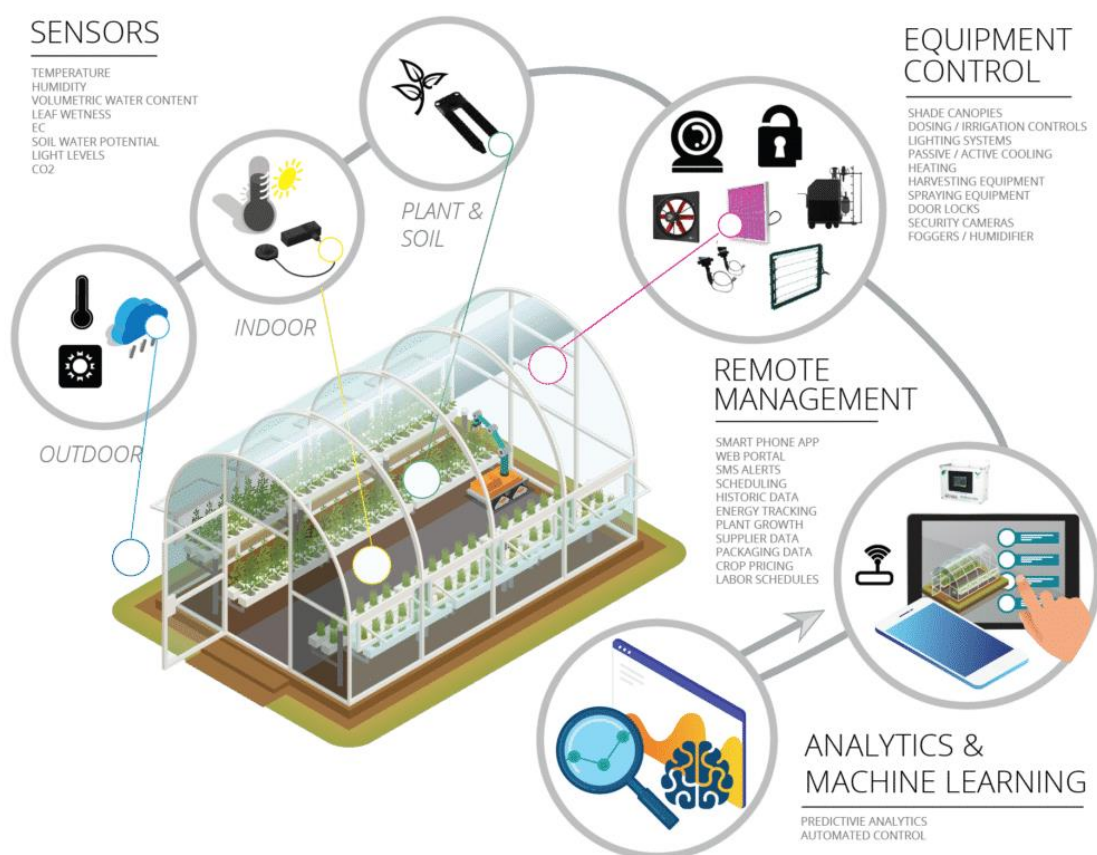 SENSORS
TEMPERATURE
HUMIDITY
VOLUMETRIC WATER CONTENT
LEAF WETNESS
EC
SOIL WATER POTENTIAL
LIGHT LEVELS
CO2
OUTDOOR
INDOOR
PLANT &
SOIL
EQUIPMENT
CONTROL
SHADE CANOPIES
DOSING / IRRIGATION CONTROLS
LIGHTING SYSTEMS
PASSIVE / ACTIVE COOLING
HEATING
HARVESTING EQUIPMENT
SPRAYING EQUIPMENT
DOOR LOCKS
SECURITY CAMERAS
FOGGERS / HUMIDIFIER
REMOTE
MANAGEMENT
SMART PHONE APP
WEB PORTAL
SMS ALERTS
SCHEDULING
HISTORIC DATA
ENERGY TRACKING
PLANT GROWTH
SUPPLIER DATA
PACKAGING DATA
CROP PRICING
LABOR SCHEDULES
ANALYTICS &
MACHINE LEARNING
PREDICTIVIE ANALYTICS
AUTOMATED CONTROL